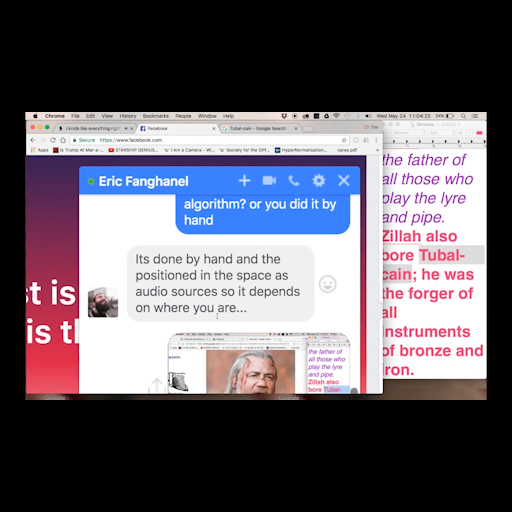 Chrome File Edit View History Bookmarks People Window Help
Wed May 24 11:04:25 34%
I kinda like everything right
Facebook
Tubal-cain - Google Search
Tim
Secure https://www.facebook.com
Apps Is Trump At Mar-a- STARSHIP GENIUS I Am a Camera - Wi Society for the Diff HyperNormalisation
Eric Fanghanel
algorithm? or you did it by
hand
Its done by hand and the
positioned in the space as
audio sources so it depends
on where you are...
st is
is th
the father of
all those who
play the lyre
and pipe.
Zillah also
bore Tubal-
cain; he was
the forger of
all
instruments
of bronze and
iron.
the father of
all those who
play the lyre
and pipe.
Zillah also
bore Tubal-
Google
Google